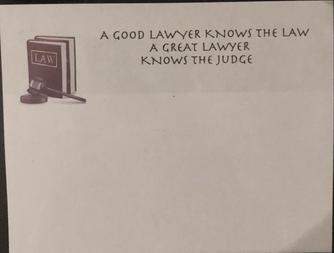 LAW
A GOOD LAWYER KNOWS THE LAW
A GREAT LAWYER
KNOWS THE JUDGE